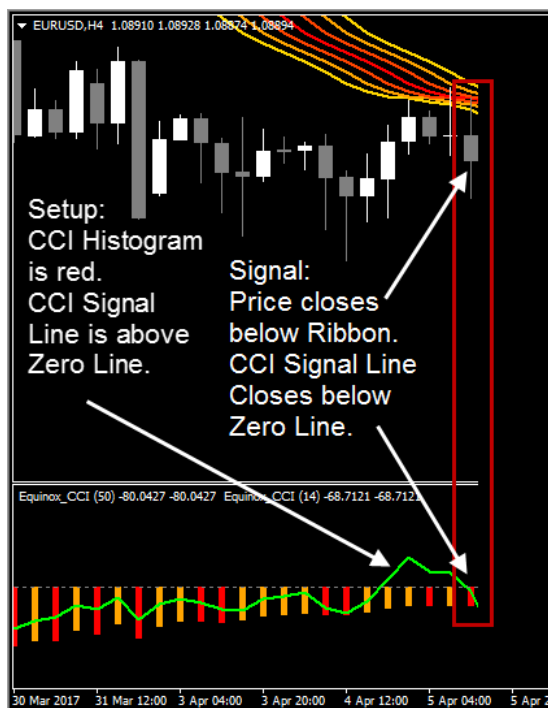 EURUSD,H4 1.08910 1.08928 1.08874 1.08894
Setup:
CCI Histogram
is red.
CCI Signal
Line is above
Zero Line.
Signal:
Price closes
below Ribbon.
CCI Signal Line
Closes below
Zero Line.
Equinox_CCI (50) -80.0427 -80.0427 Equinox_CCI (14) -68.7121 -68.7121
30 Mar 2017 31 Mar 12:00 3 Apr 04:00 3 Apr 20:00 4 Apr 12:00 5 Apr 04:00 5 Apr 2